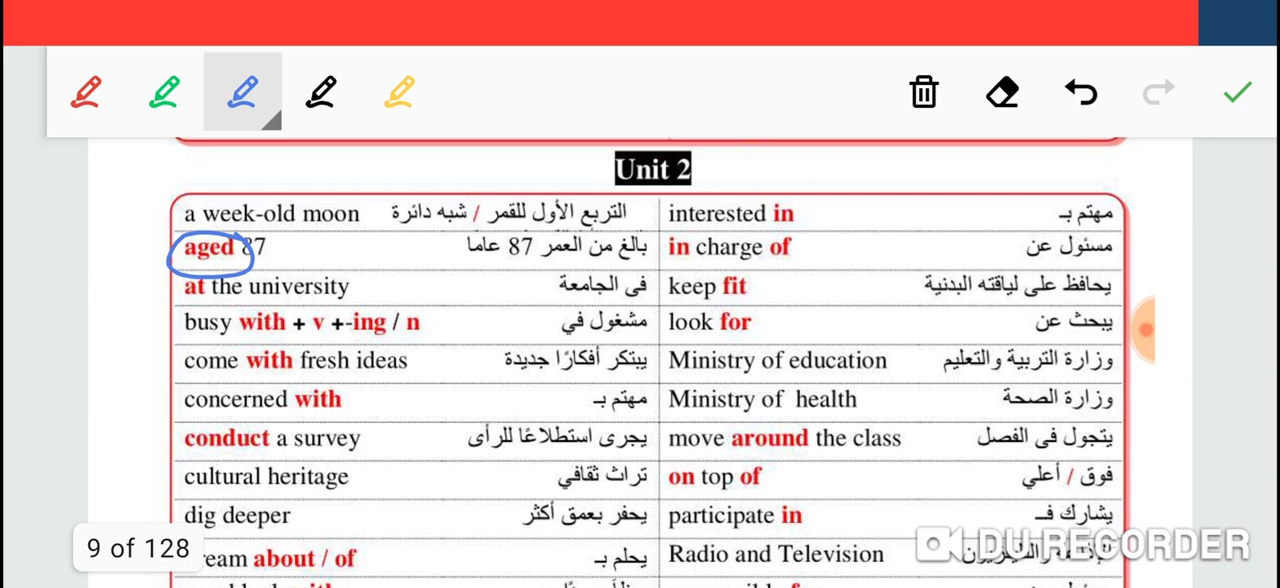 Unit 2
a week-old moon التربع الأول للقمر / شبه دائرة interested in مهتم بـ
aged 87 بالغ من العمر 87 عاما in charge of مسئول عن
at the university فى الجامعة keep fit يحافظ على لياقته البدنية
busy with + v +-ing / n مشغول في look for يبحث عن
come with fresh ideas يبتكر أفكارًا جديدة Ministry of education وزارة التربية والتعليم
concerned with مهتم بـ Ministry of health وزارة الصحة
conduct a survey يجرى استطلاعًا للرأى move around the class يتجول فى الفصل
cultural heritage تراث ثقافي on top of فوق / أعلي
dig deeper يحفر بعمق أكثر participate in يشارك فـ
9 of 128
about / of يحلم بـ Radio and Television
DU RECORDER